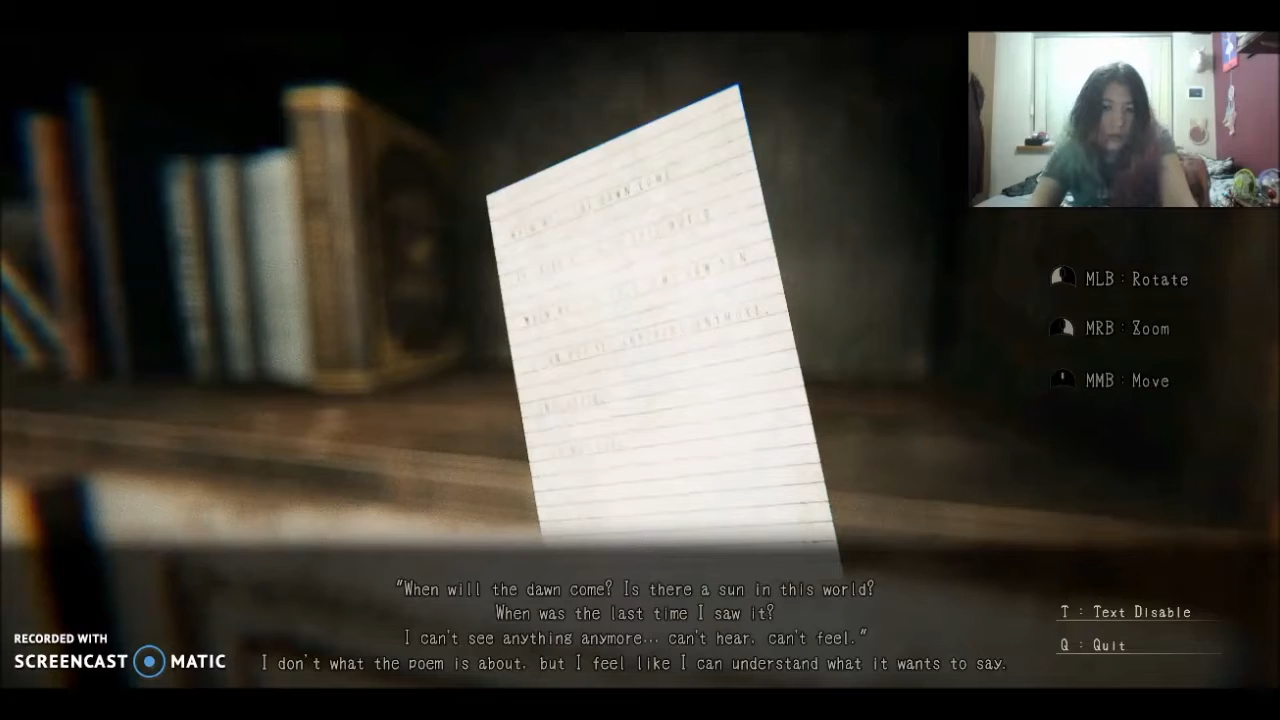 MLB : Rotate
MRB : Zoom
MMB : Move
"When will the dawn come? Is there a sun in this world?
When was the last time I saw it?
I can't see anything anymore... can't hear. can't feel."
I don't what the poem is about. but I feel like I can understand what it wants to say.
T : Text Disable
Q : Quit
RECORDED WITH
SCREENCAST MATIC